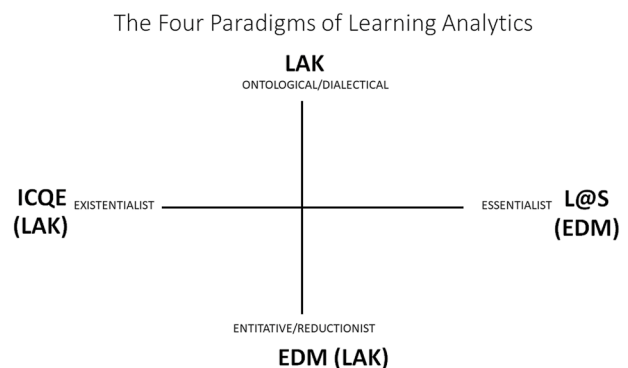 The Four Paradigms of Learning Analytics
LAK
ONTOLOGICAL/DIALECTICAL
ICQE
(LAK)
EXISTENTIALIST
ESSENTIALIST
L@S
(EDM)
ENTITATIVE/REDUCTIONIST
EDM (LAK)